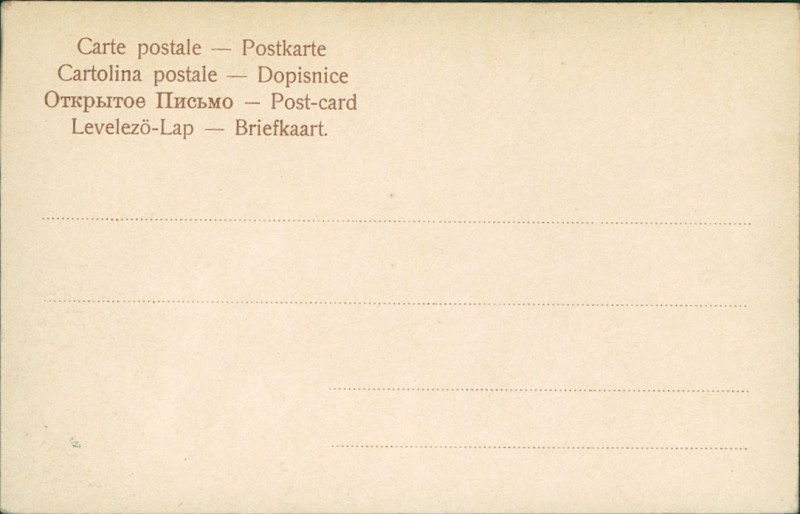 Carte postale — Postkarte
Cartolina postale — Dopisnice
Открытое Письмо — Post-card
Levelezö-Lap — Briefkaart.